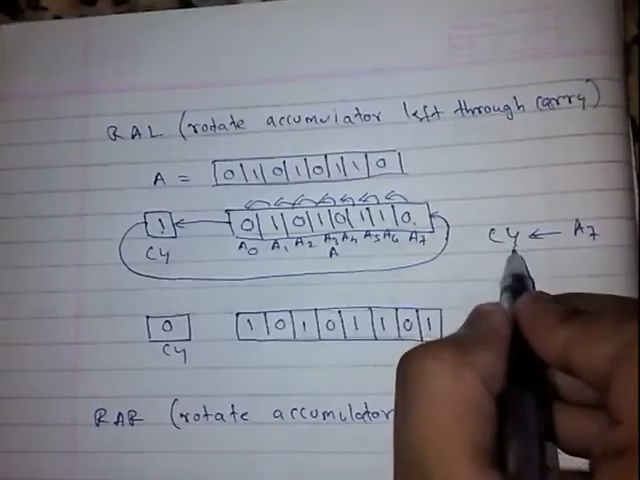 RAL (rotate accumulator left through carry)
A = 0 1 0 1 0 1 1 0
1 0 1 0 1 0 1 1 0
CY A0 A1 A2 A3 A4 A5 A6 A7
A
CY ← A7
0 1 0 1 0 1 1 0 1
CY
RAR (rotate accumulator